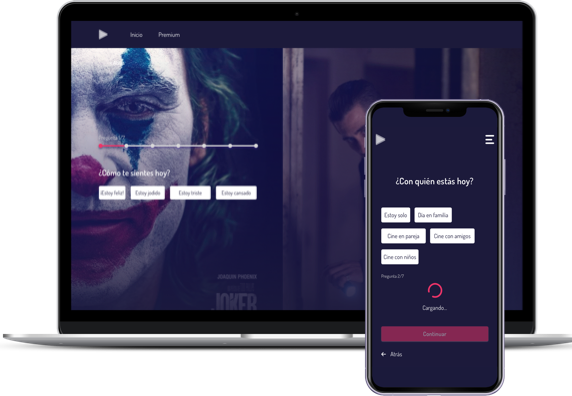 Inicio Premium
Pregunta 1/7
¿Cómo te sientes hoy?
¡Estoy feliz! Estoy jodido Estoy triste Estoy cansado
JOAQUIN PHOENIX
JOKER
¿Con quién estás hoy?
Estoy solo Día en familia
Cine en pareja Cine con amigos
Cine con niños
Pregunta 2/7
Cargando...
Continuar
Atrás